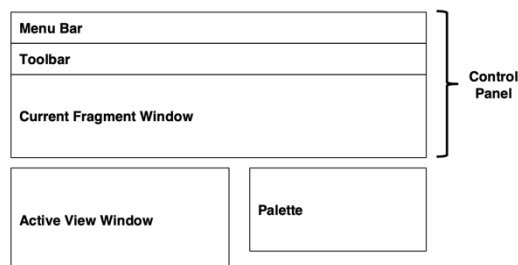 Menu Bar
Toolbar
Current Fragment Window
Control
Panel
Active View Window
Palette